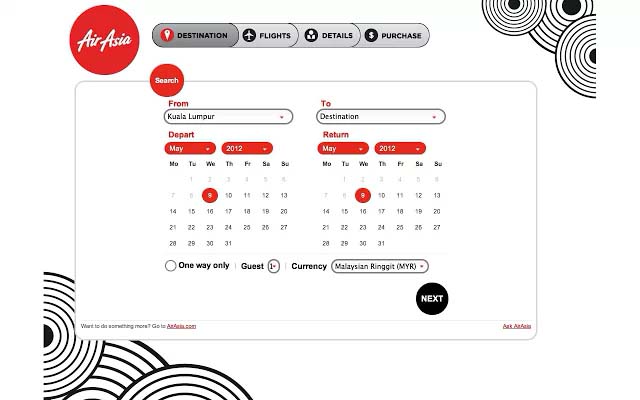 AirAsia
DESTINATION FLIGHTS DETAILS PURCHASE
Search
From To
Kuala Lumpur Destination
Depart Return
May 2012 May 2012
Mo Tu We Th Fr Sa Su Mo Tu We Th Fr Sa Su
1 2 3 4 5 6 1 2 3 4 5 6
7 8 9 10 11 12 13 7 8 9 10 11 12 13
14 15 16 17 18 19 20 14 15 16 17 18 19 20
21 22 23 24 25 26 27 21 22 23 24 25 26 27
28 29 30 31 28 29 30 31
One way only | Guest 1 | Currency Malaysian Ringgit (MYR)
NEXT
Want to do something more? Go to AirAsia.com Ask AirAsia